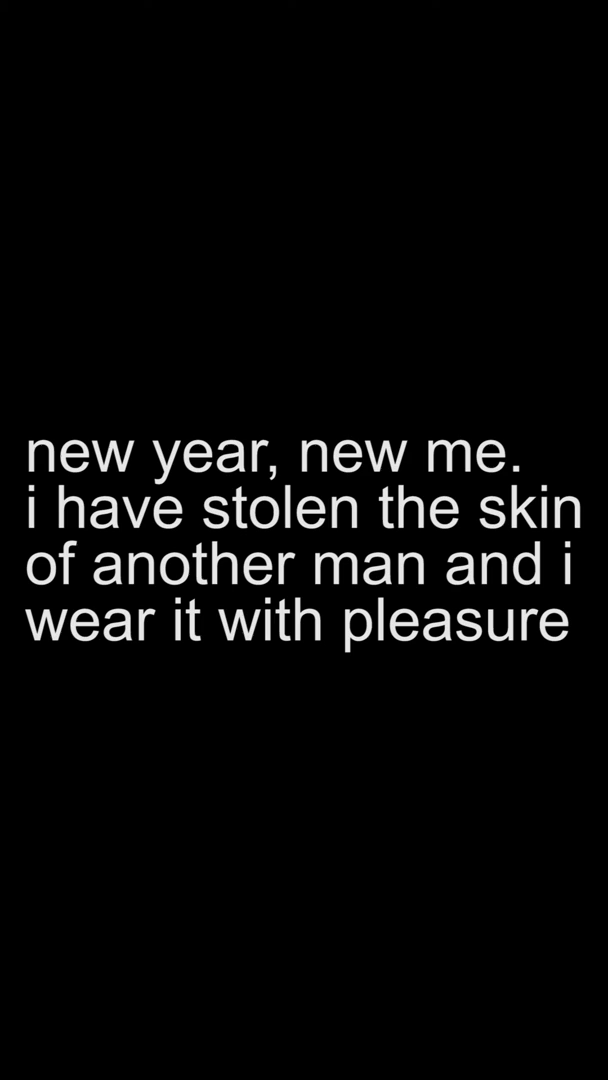 new year, new me.
i have stolen the skin
of another man and i
wear it with pleasure